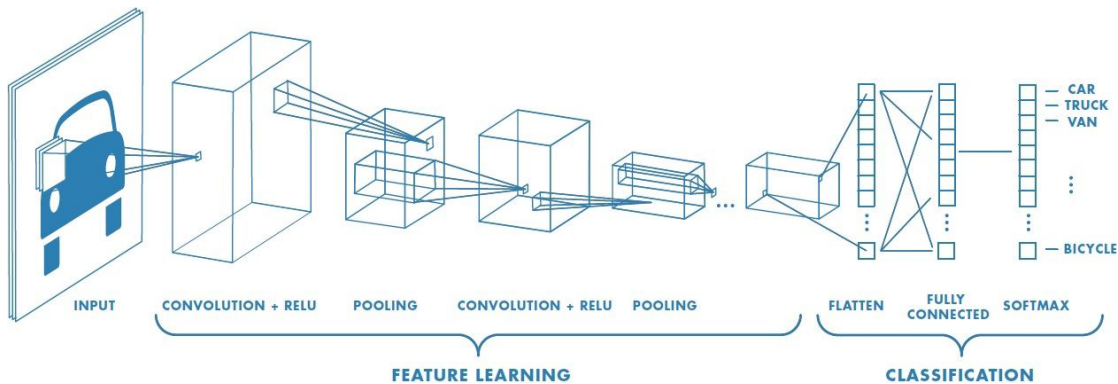 CAR
TRUCK
VAN
BICYCLE
INPUT
CONVOLUTION + RELU
POOLING
CONVOLUTION + RELU
POOLING
FLATTEN
FULLY
CONNECTED
SOFTMAX
FEATURE LEARNING
CLASSIFICATION